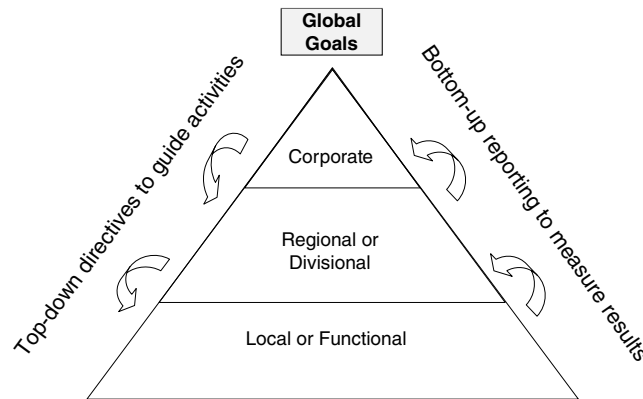 Global
Goals
Top-down directives to guide activities
Bottom-up reporting to measure results
Corporate
Regional or
Divisional
Local or Functional